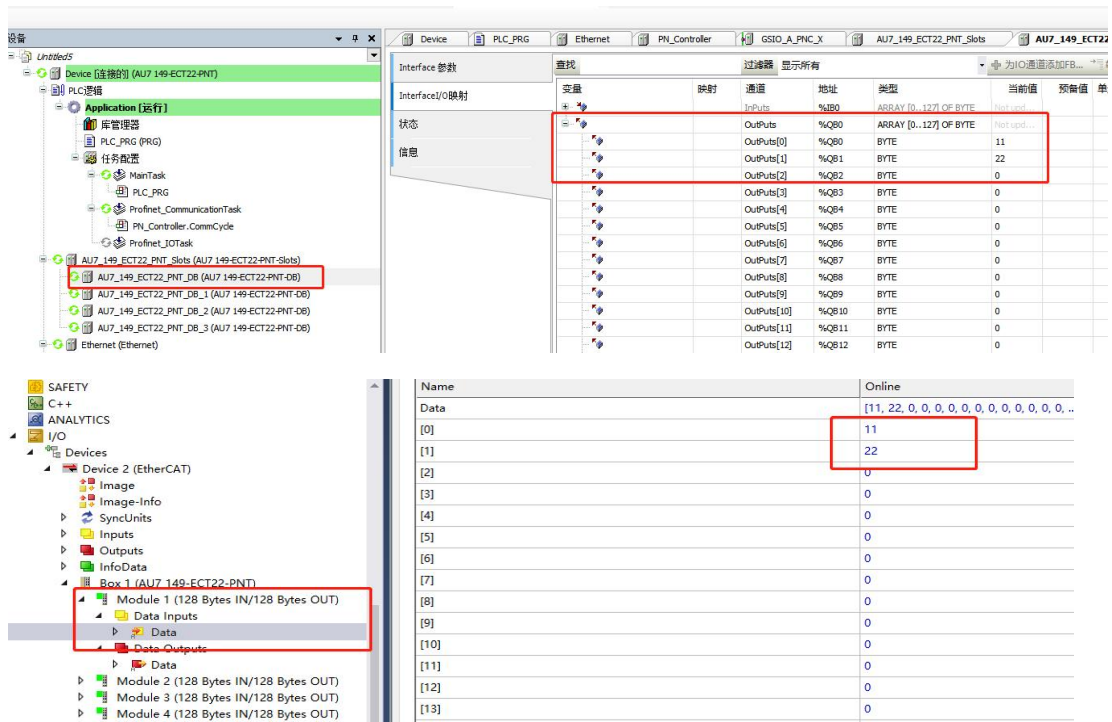 设备
Device PLC_PRG Ethernet PN_Controller GSIO_A_PNC_X AU7_149_ECT22_PNT_Slots AU7_149_ECT22
Untitled5
Device [连接的] (AU7 149-ECT22-PNT)
PLC逻辑
Application [运行]
库管理器
PLC_PRG (PRG)
任务配置
MainTask
PLC_PRG
Profinet_CommunicationTask
PN_Controller.CommCycle
Profinet_IOTask
AU7_149_ECT22_PNT_Slots (AU7 149-ECT22-PNT-Slots)
AU7_149_ECT22_PNT_DB (AU7 149-ECT22-PNT-DB)
AU7_149_ECT22_PNT_DB_1 (AU7 149-ECT22-PNT-DB)
AU7_149_ECT22_PNT_DB_2 (AU7 149-ECT22-PNT-DB)
AU7_149_ECT22_PNT_DB_3 (AU7 149-ECT22-PNT-DB)
Ethernet (Ethernet)
Interface 参数
InterfaceI/O映射
状态
信息
查找 过滤器 显示所有 为IO通道添加FB...
变量 映射 通道 地址 类型 当前值 预备值 单
InPuts %IB0 ARRAY [0..127] OF BYTE Not upd...
OutPuts %QB0 ARRAY [0..127] OF BYTE Not upd...
OutPuts[0] %QB0 BYTE 11
OutPuts[1] %QB1 BYTE 22
OutPuts[2] %QB2 BYTE 0
OutPuts[3] %QB3 BYTE 0
OutPuts[4] %QB4 BYTE 0
OutPuts[5] %QB5 BYTE 0
OutPuts[6] %QB6 BYTE 0
OutPuts[7] %QB7 BYTE 0
OutPuts[8] %QB8 BYTE 0
OutPuts[9] %QB9 BYTE 0
OutPuts[10] %QB10 BYTE 0
OutPuts[11] %QB11 BYTE 0
OutPuts[12] %QB12 BYTE 0
SAFETY
C++
ANALYTICS
I/O
Devices
Device 2 (EtherCAT)
Image
Image-Info
SyncUnits
Inputs
Outputs
InfoData
Box 1 (AU7 149-ECT22-PNT)
Module 1 (128 Bytes IN/128 Bytes OUT)
Data Inputs
Data
Data Outputs
Data
Module 2 (128 Bytes IN/128 Bytes OUT)
Module 3 (128 Bytes IN/128 Bytes OUT)
Module 4 (128 Bytes IN/128 Bytes OUT)
Name Online
Data [11, 22, 0, 0, 0, 0, 0, 0, 0, 0, 0, 0, 0, 0, ..
[0] 11
[1] 22
[2] 0
[3] 0
[4] 0
[5] 0
[6] 0
[7] 0
[8] 0
[9] 0
[10] 0
[11] 0
[12] 0
[13] 0